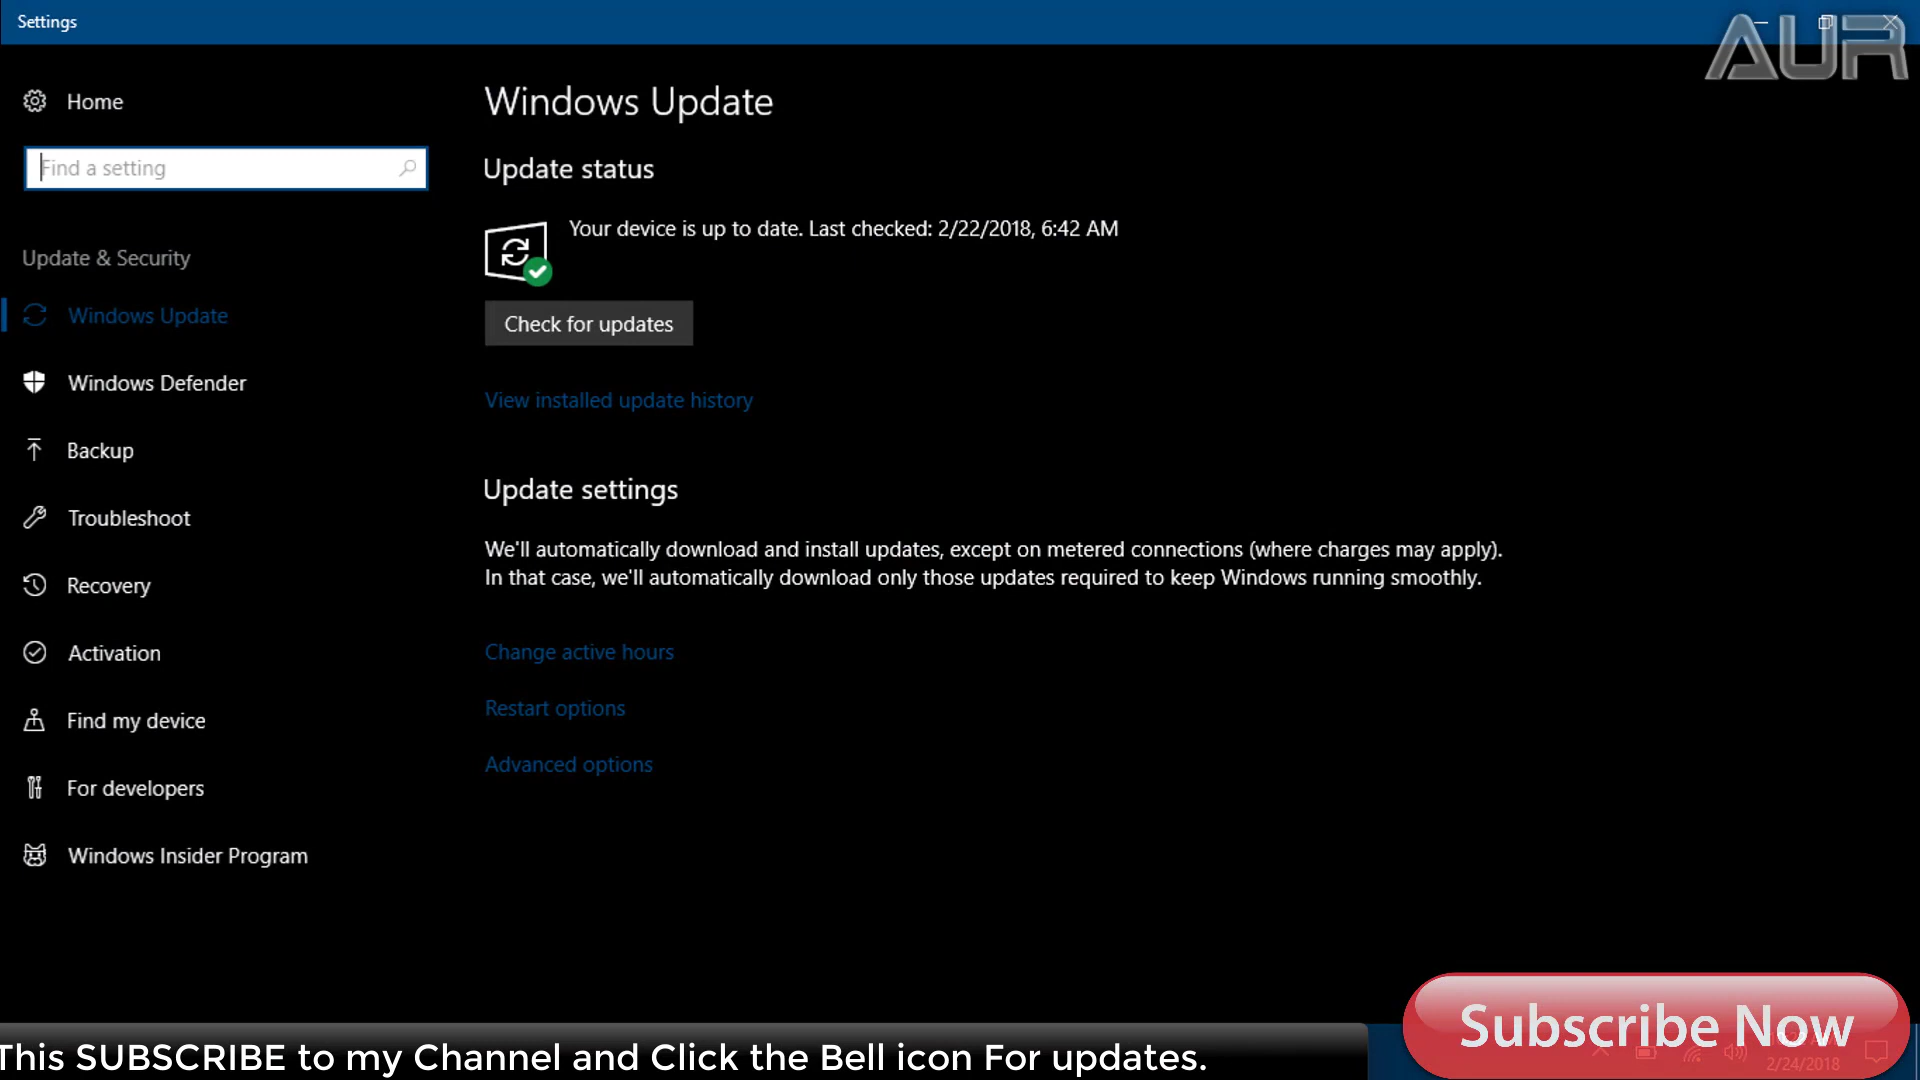 Settings
AUR
Home
Find a setting
Update & Security
Windows Update
Windows Defender
Backup
Troubleshoot
Recovery
Activation
Find my device
For developers
Windows Insider Program
Windows Update
Update status
Your device is up to date. Last checked: 2/22/2018, 6:42 AM
Check for updates
View installed update history
Update settings
We'll automatically download and install updates, except on metered connections (where charges may apply).
In that case, we'll automatically download only those updates required to keep Windows running smoothly.
Change active hours
Restart options
Advanced options
This SUBSCRIBE to my Channel and Click the Bell icon For updates.
Subscribe Now
2/24/2018